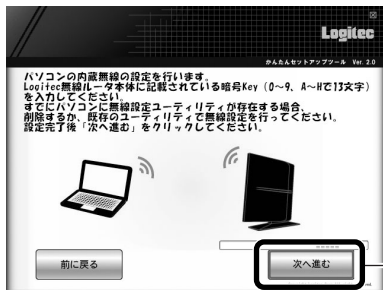 Logitec
かんたんセットアップツール Ver. 2.0
パソコンの内蔵無線の設定を行います。
Logitec無線ルータ本体に記載されている暗号Key（0～9、A～Hで13文字）
を入力してください。
すでにパソコンに無線設定ユーティリティが存在する場合、
削除するか、既存のユーティリティで無線設定を行ってください。
設定完了後「次へ進む」をクリックしてください。
前に戻る
次へ進む